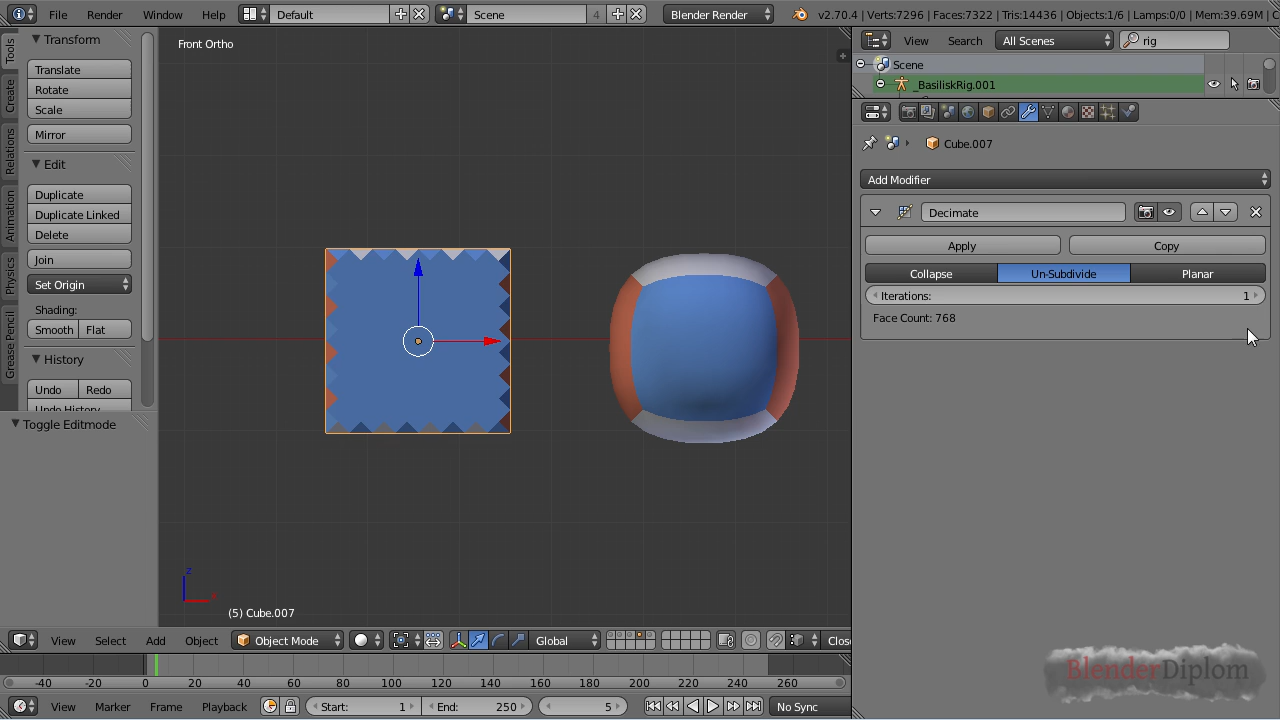 File Render Window Help Default Scene 4 Blender Render v2.70.4 | Verts:7296 | Faces:7322 | Tris:14436 | Objects:1/6 | Lamps:0/0 | Mem:39.69M | C
Tools
Create
Relations
Animation
Physics
Grease Pencil
Transform
Translate
Rotate
Scale
Mirror
Edit
Duplicate
Duplicate Linked
Delete
Join
Set Origin
Shading:
Smooth Flat
History
Undo Redo
Undo History
Toggle Editmode
Front Ortho
z
x
(5) Cube.007
View Search All Scenes rig
Scene
_BasiliskRig.001
Cube.007
Add Modifier
Decimate
Apply Copy
Collapse Un-Subdivide Planar
Iterations: 1
Face Count: 768
View Select Add Object Object Mode Global Close
-40 -20 0 20 40 60 80 100 120 140 160 180 200 220 240 260
View Marker Frame Playback Start: 1 End: 250 5 No Sync
BlenderDiplom